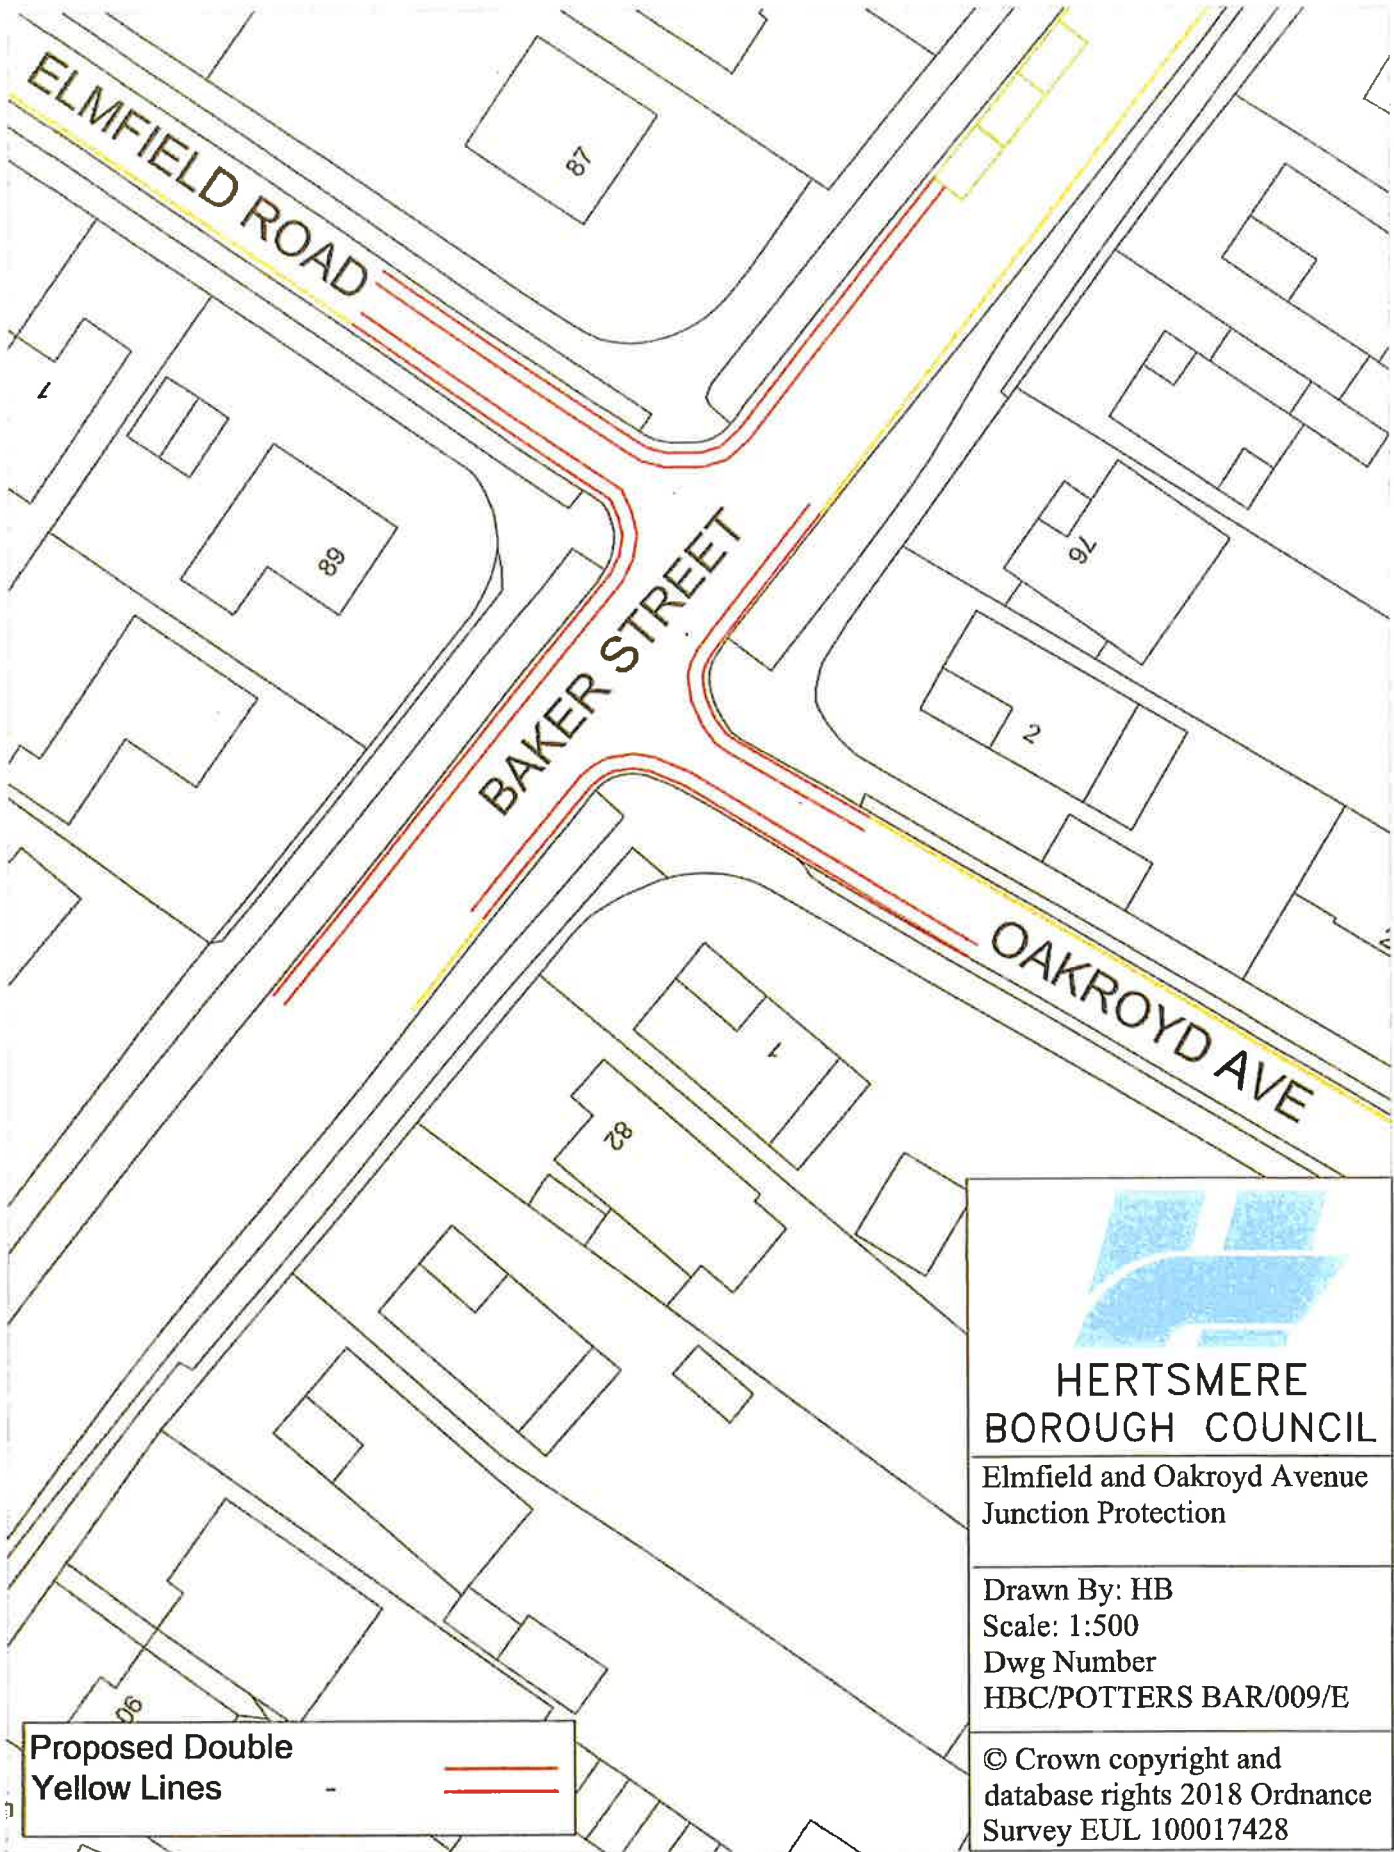 ELMFIELD ROAD
87
1
89
BAKER STREET
76
2
OAKROYD AVE
1
82
90
HERTSMERE
BOROUGH COUNCIL
Elmfield and Oakroyd Avenue
Junction Protection
Drawn By: HB
Scale: 1:500
Dwg Number
HBC/POTTERS BAR/009/E
© Crown copyright and
database rights 2018 Ordnance
Survey EUL 100017428
Proposed Double
Yellow Lines -